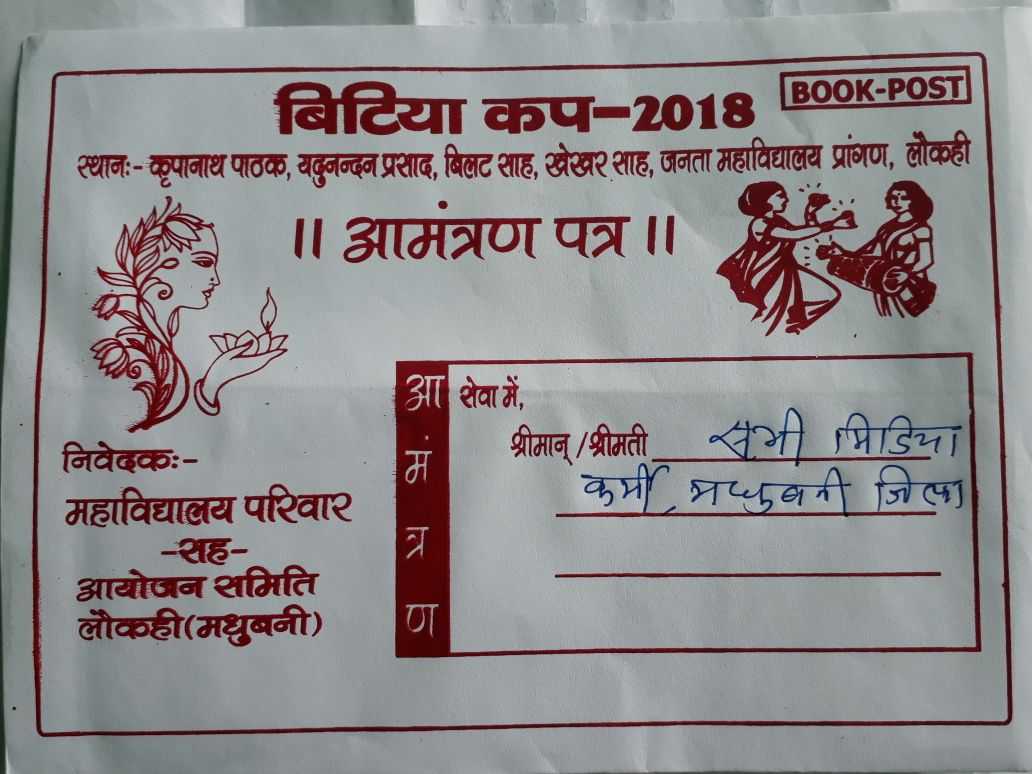 बिटिया कप-2018
BOOK-POST
स्थान:- कृपानाथ पाठक, यदुनन्दन प्रसाद, बिलट साह, खेखर साह, जनता महाविद्यालय प्रांगण, लौकही
|| आमंत्रण पत्र ||
निवेदक:-
महाविद्यालय परिवार
-सह-
आयोजन समिति
लौकही(मधुबनी)
आ
मं
त्र
ण
सेवा में,
श्रीमान् /श्रीमती सभी मिडिया
कर्मी, मधुबनी जिला